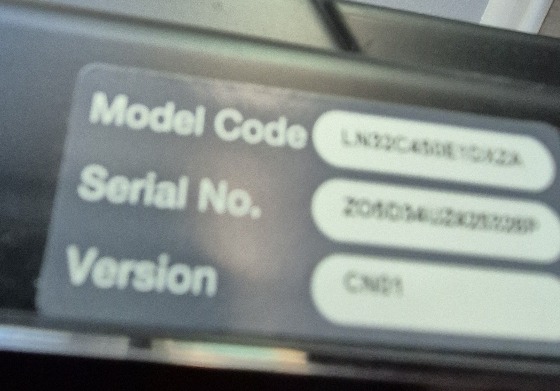 Model Code LN32C450E1DXZA
Serial No.
Version CN01